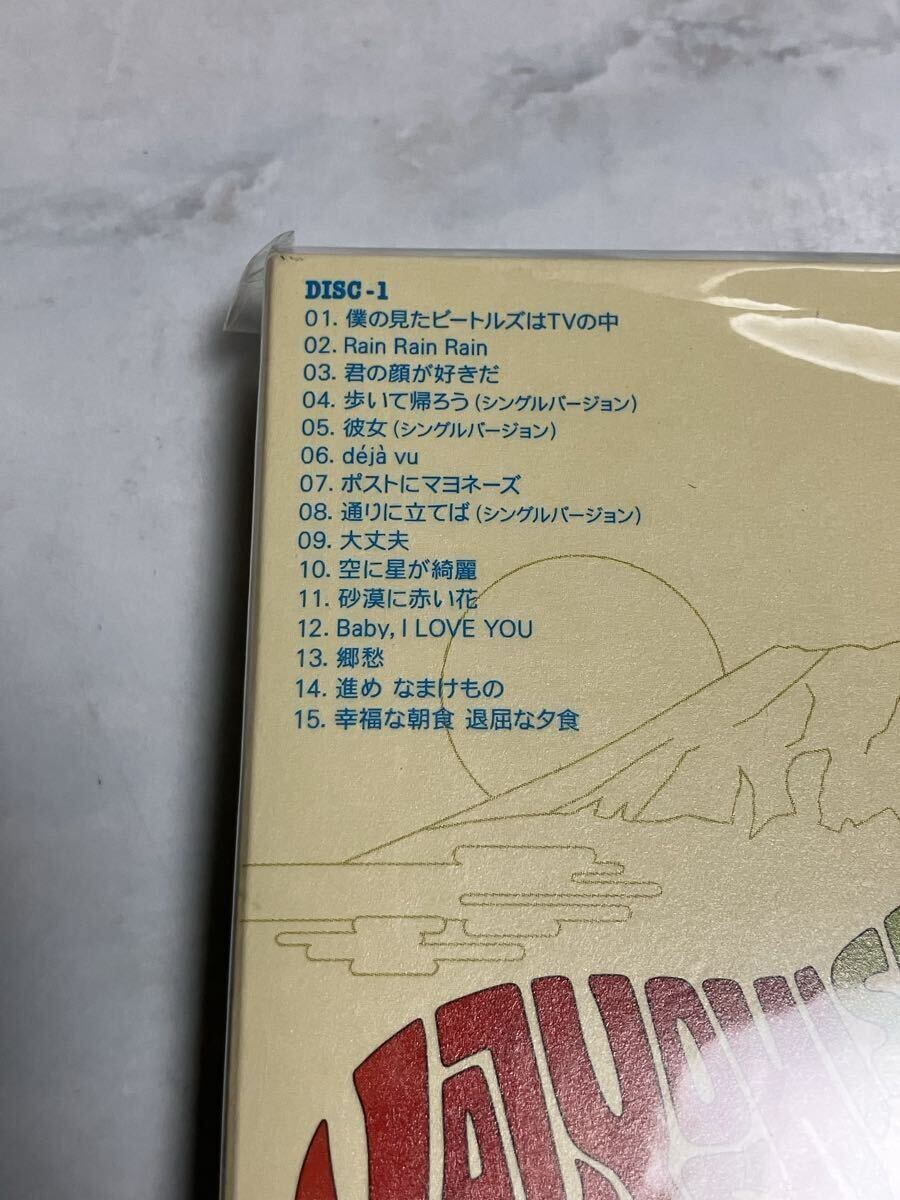 DISC-1
01. 僕の見たビートルズはTVの中
02. Rain Rain Rain
03. 君の顔が好きだ
04. 歩いて帰ろう (シングルバージョン)
05. 彼女 (シングルバージョン)
06. déjà vu
07. ポストにマヨネーズ
08. 通りに立てば (シングルバージョン)
09. 大丈夫
10. 空に星が綺麗
11. 砂漠に赤い花
12. Baby, I LOVE YOU
13. 郷愁
14. 進め なまけもの
15. 幸福な朝食 退屈な夕食